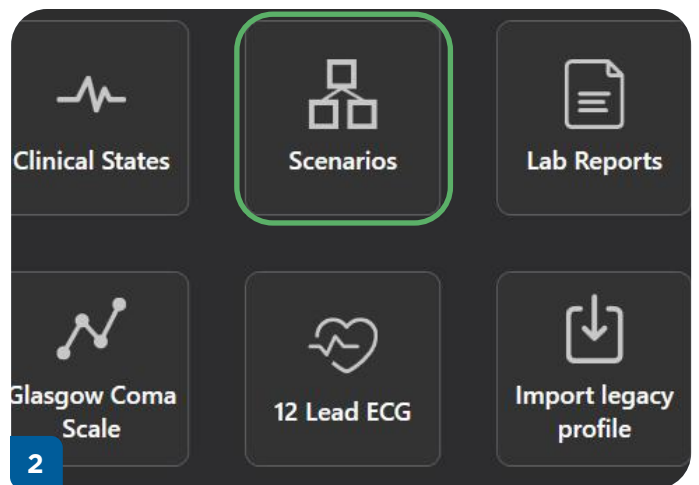 Clinical States
Scenarios
Lab Reports
Glasgow Coma
Scale
12 Lead ECG
Import legacy
profile
2